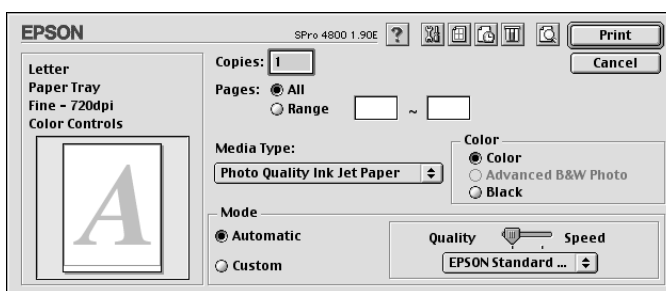 EPSON
SPro 4800 1.90E
?
Print
Cancel
Letter
Paper Tray
Fine - 720dpi
Color Controls
A
Copies: 1
Pages: All
Range ~
Media Type:
Photo Quality Ink Jet Paper
Color
Color
Advanced B&W Photo
Black
Mode
Automatic
Custom
Quality Speed
EPSON Standard ...